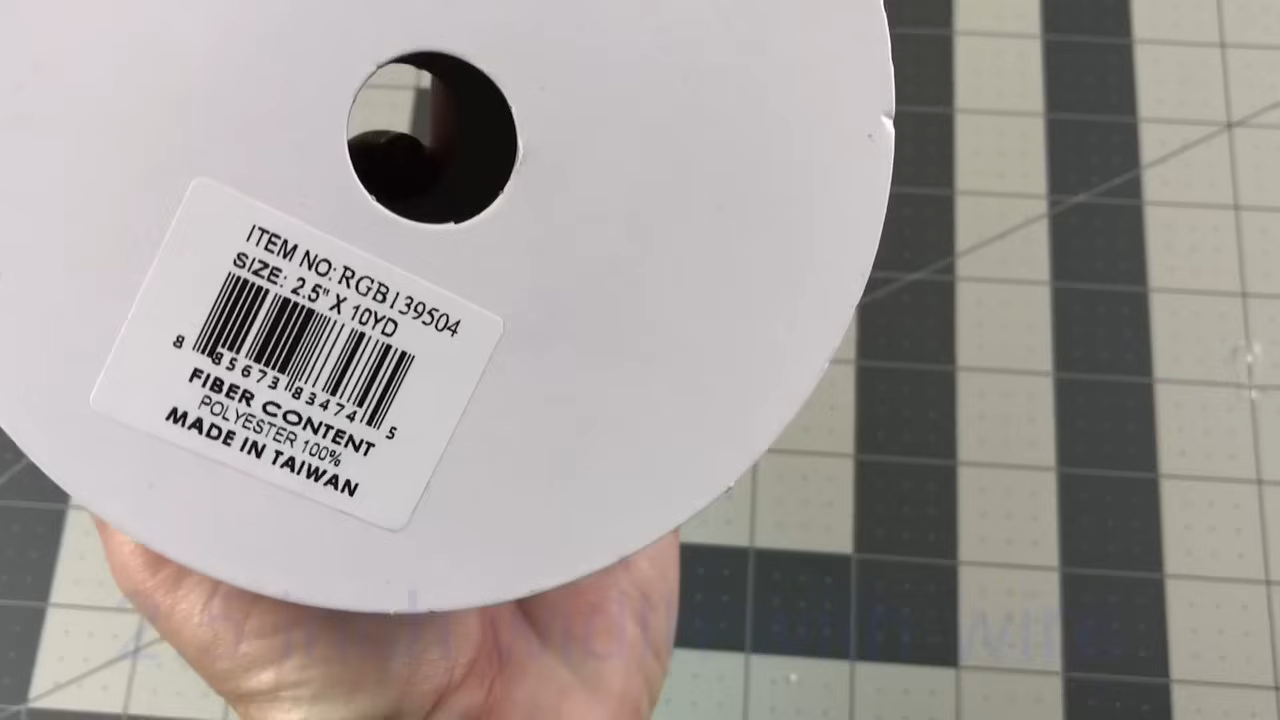 ITEM NO: RGB139504
SIZE: 2.5" X 10YD
8 85673 83474 5
FIBER CONTENT
POLYESTER 100%
MADE IN TAIWAN